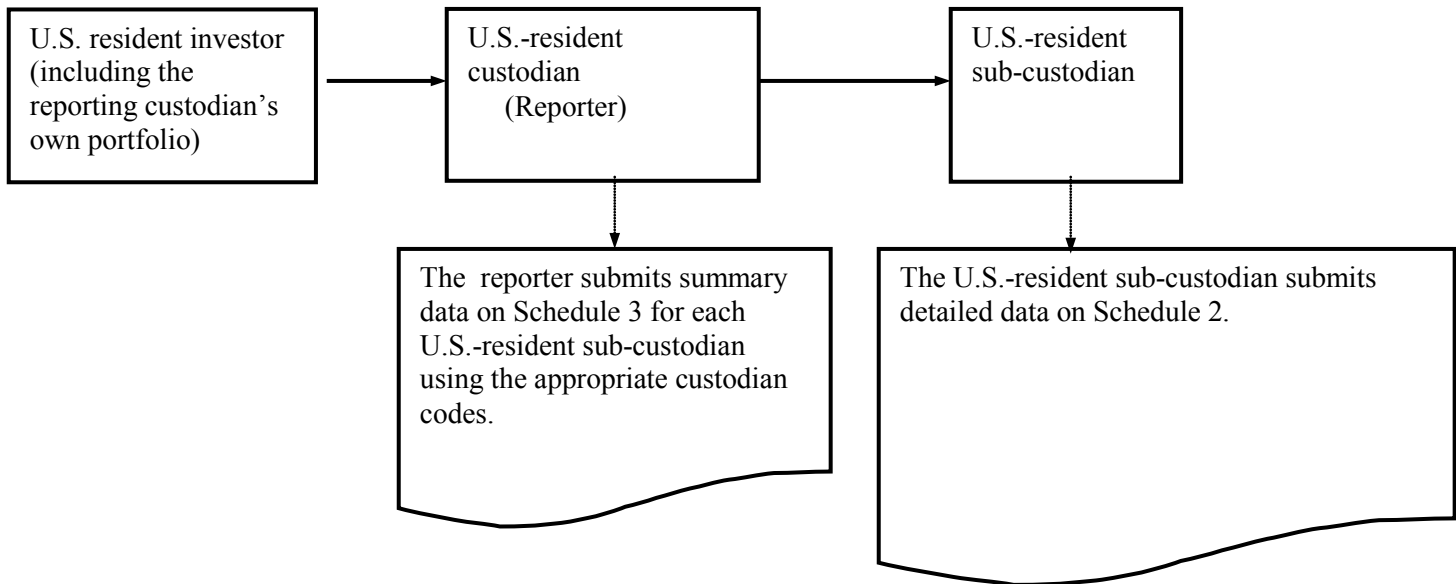 U.S. resident investor
(including the
reporting custodian's
own portfolio)
U.S.-resident
custodian
(Reporter)
U.S.-resident
sub-custodian
The reporter submits summary
data on Schedule 3 for each
U.S.-resident sub-custodian
using the appropriate custodian
codes.
The U.S.-resident sub-custodian submits
detailed data on Schedule 2.